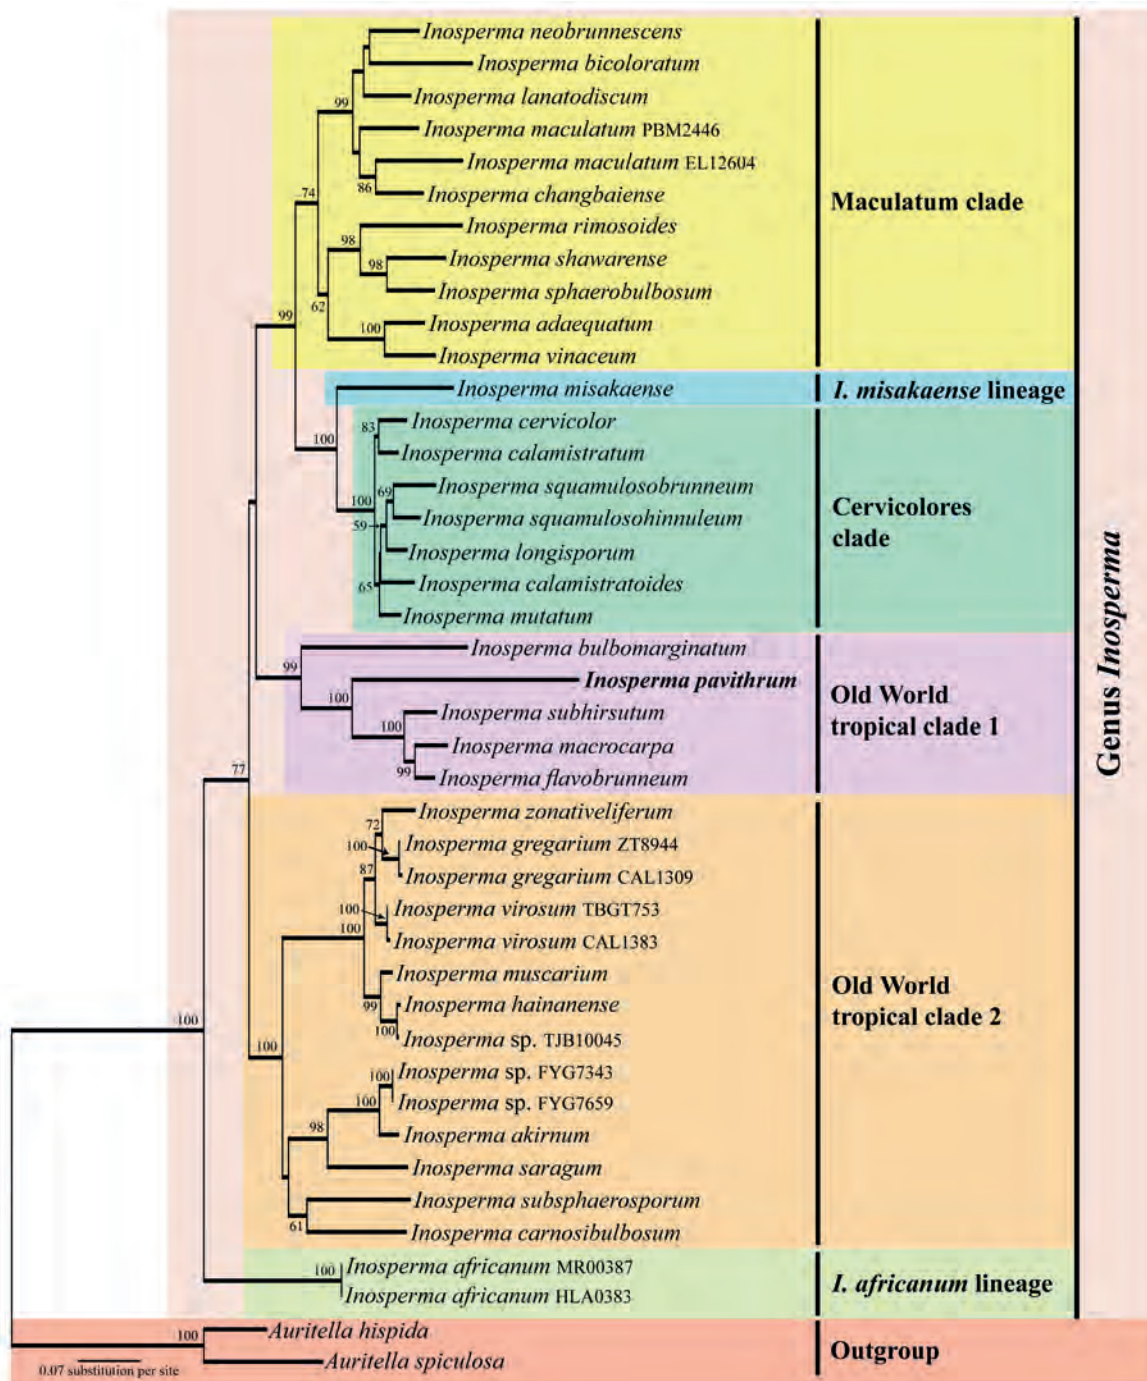 Inosperma neobrunnescens
Inosperma bicoloratum
Inosperma lanatodiscum
99
Inosperma maculatum PBM2446
Inosperma maculatum EL12604
86
Inosperma changbaiense
Maculatum clade
74
Inosperma rimosoides
98
Inosperma shawarense
98
Inosperma sphaerobulbosum
62
99
Inosperma adaequatum
100
Inosperma vinaceum
Inosperma misakaense
I. misakaense lineage
Inosperma cervicolor
83
100
Inosperma calamistratum
Inosperma squamulosobrunneum
69
100
Inosperma squamulosohinnuleum
59
Cervicolores
clade
Inosperma longisporum
Inosperma calamistratoides
65
Inosperma mutatum
Inosperma bulbomarginatum
99
Inosperma pavithrum
100
Inosperma subhirsutum
100
Inosperma macrocarpa
Inosperma flavobrunneum
99
Old World
tropical clade 1
77
Inosperma zonativeliferum
72
Inosperma gregarium ZT8944
100
87
Inosperma gregarium CAL1309
Inosperma virosum TBGT753
100
100
Inosperma virosum CAL1383
Inosperma muscarium
99
Inosperma hainanense
100
Inosperma sp. TJB10045
Old World
tropical clade 2
100
100
Inosperma sp. FYG7343
100
Inosperma sp. FYG7659
100
Inosperma akirnum
98
Inosperma saragum
Inosperma subsphaerosporum
61
Inosperma carnosibulbosum
100
Inosperma africanum MR00387
Inosperma africanum HLA0383
I. africanum lineage
Genus Inosperma
Auritella hispida
100
Auritella spiculosa
Outgroup
0.07 substitution per site